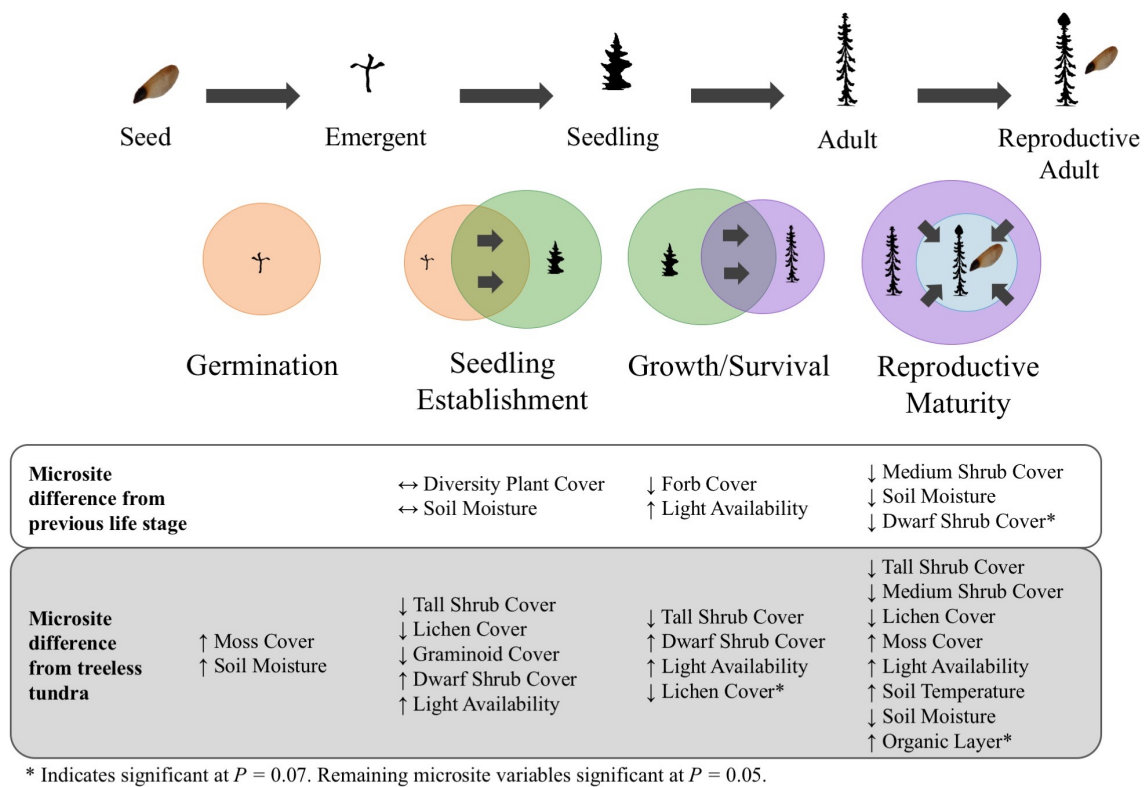 Seed
Emergent
Seedling
Adult
Reproductive
Adult
Germination
Seedling
Establishment
Growth/Survival
Reproductive
Maturity
Microsite
difference from
previous life stage
↔ Diversity Plant Cover
↔ Soil Moisture
↓ Forb Cover
↑ Light Availability
↓ Medium Shrub Cover
↓ Soil Moisture
↓ Dwarf Shrub Cover*
Microsite
difference
from treeless
tundra
↑ Moss Cover
↑ Soil Moisture
↓ Tall Shrub Cover
↓ Lichen Cover
↓ Graminoid Cover
↑ Dwarf Shrub Cover
↑ Light Availability
↓ Tall Shrub Cover
↑ Dwarf Shrub Cover
↑ Light Availability
↓ Lichen Cover*
↓ Tall Shrub Cover
↓ Medium Shrub Cover
↓ Lichen Cover
↑ Moss Cover
↑ Light Availability
↑ Soil Temperature
↓ Soil Moisture
↑ Organic Layer*
* Indicates significant at P = 0.07. Remaining microsite variables significant at P = 0.05.